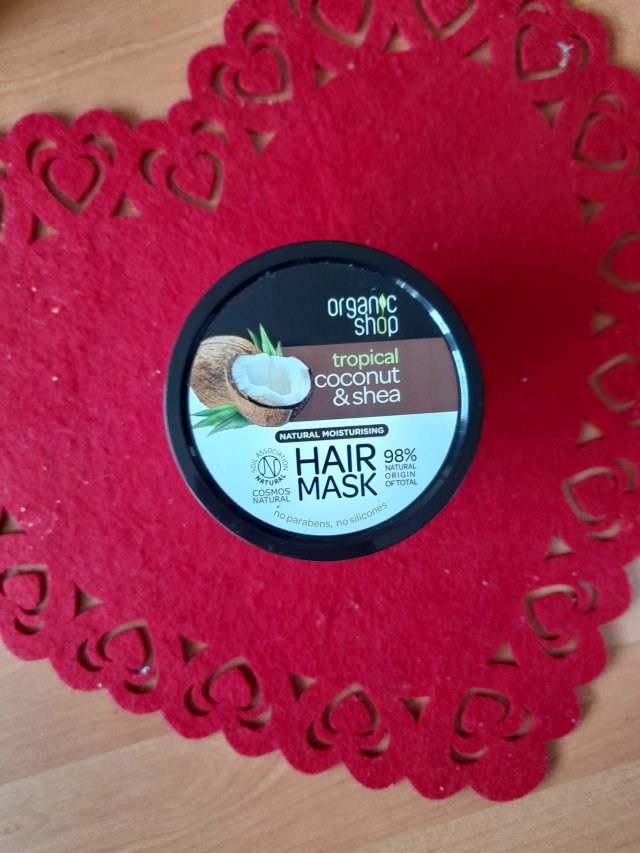 organic
shop
tropical
coconut
& shea
NATURAL MOISTURISING
SOIL ASSOCIATION
NATURAL
COSMOS
NATURAL
HAIR
MASK
98%
NATURAL
ORIGIN
OF TOTAL
no parabens, no silicones